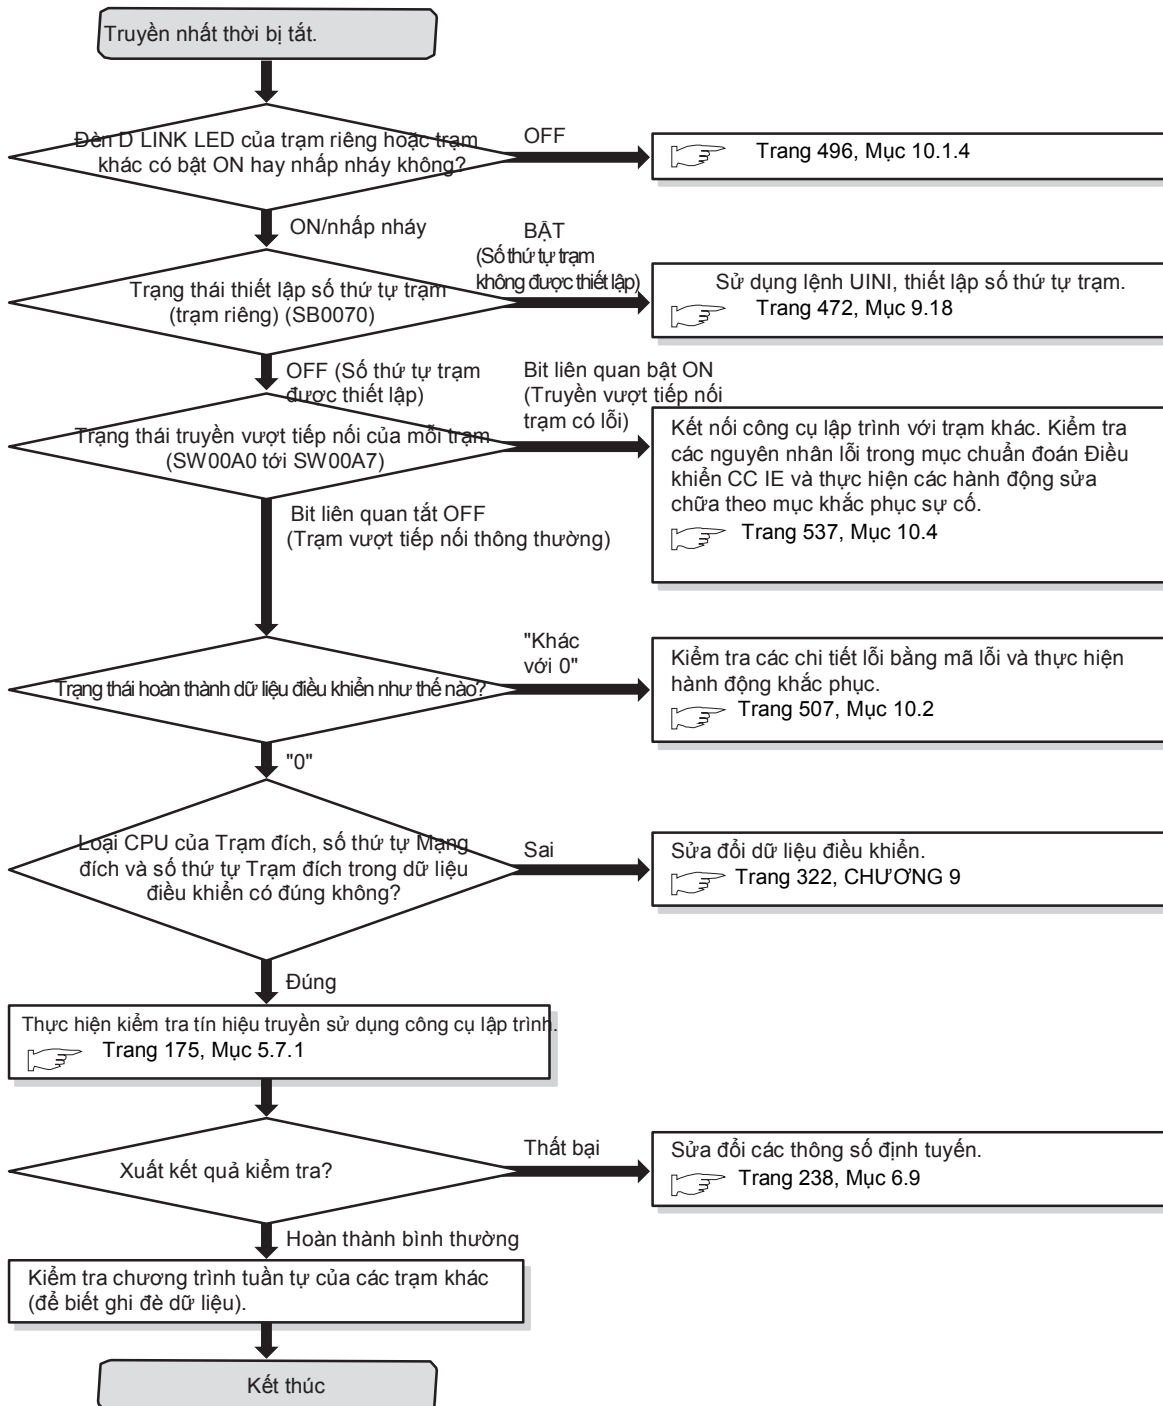 Truyền nhất thời bị tắt.
Đèn D LINK LED của trạm riêng hoặc trạm
khác có bật ON hay nhấp nháy không?
OFF
Trang 496, Mục 10.1.4
ON/nhấp nháy
Trạng thái thiết lập số thứ tự trạm
(trạm riêng) (SB0070)
BẬT
(Số thứ tự trạm
không được thiết lập)
Sử dụng lệnh UINI, thiết lập số thứ tự trạm.
Trang 472, Mục 9.18
OFF (Số thứ tự trạm
được thiết lập)
Trạng thái truyền vượt tiếp nối của mỗi trạm
(SW00A0 tới SW00A7)
Bit liên quan bật ON
(Truyền vượt tiếp nối
trạm có lỗi)
Kết nối công cụ lập trình với trạm khác. Kiểm tra
các nguyên nhân lỗi trong mục chuẩn đoán Điều
khiển CC IE và thực hiện các hành động sửa
chữa theo mục khắc phục sự cố.
Trang 537, Mục 10.4
Bit liên quan tắt OFF
(Trạm vượt tiếp nối thông thường)
Trạng thái hoàn thành dữ liệu điều khiển như thế nào?
"Khác
với 0"
Kiểm tra các chi tiết lỗi bằng mã lỗi và thực hiện
hành động khắc phục.
Trang 507, Mục 10.2
"0"
Loại CPU của Trạm đích, số thứ tự Mạng
đích và số thứ tự Trạm đích trong dữ liệu
điều khiển có đúng không?
Sai
Sửa đổi dữ liệu điều khiển.
Trang 322, CHƯƠNG 9
Đúng
Thực hiện kiểm tra tín hiệu truyền sử dụng công cụ lập trình.
Trang 175, Mục 5.7.1
Xuất kết quả kiểm tra?
Thất bại
Sửa đổi các thông số định tuyến.
Trang 238, Mục 6.9
Hoàn thành bình thường
Kiểm tra chương trình tuần tự của các trạm khác
(để biết ghi đè dữ liệu).
Kết thúc